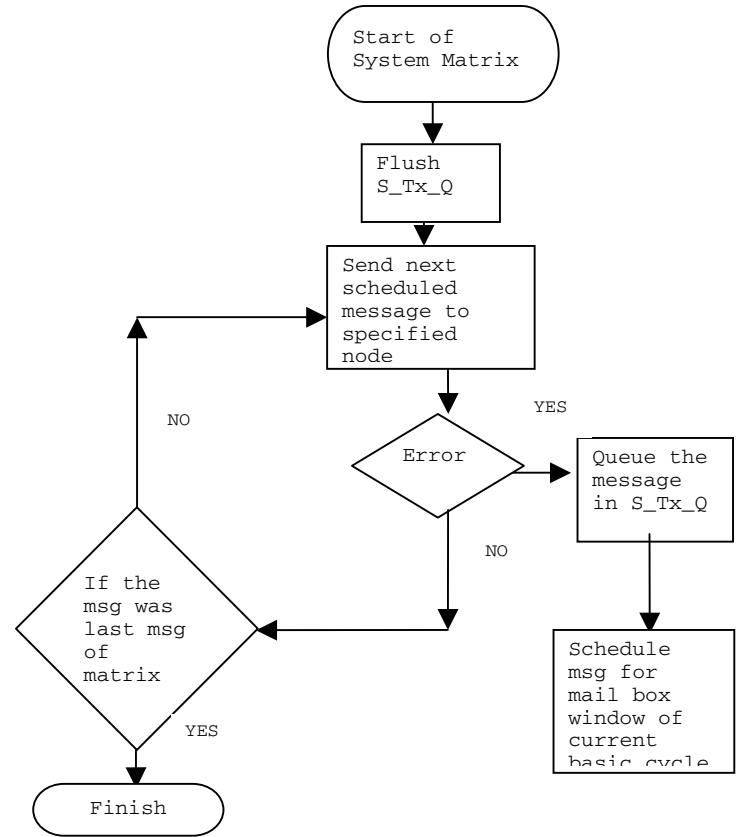 Start of
System Matrix
Flush
S_Tx_Q
Send next
scheduled
message to
specified
node
YES
NO
Error
Queue the
message
in S_Tx_Q
NO
If the
msg was
last msg
of
matrix
Schedule
msg for
mail box
window of
current
basic cycle
YES
Finish